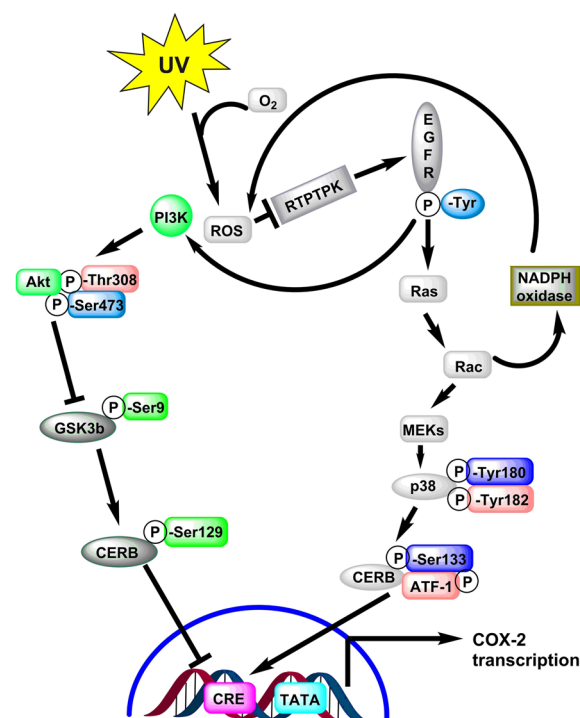 UV
O2
E
G
F
R
RTPTPK
PI3K
ROS
P -Tyr
Akt P -Thr308
P -Ser473
Ras
NADPH
oxidase
Rac
P -Ser9
GSK3b
MEKs
p38
P -Tyr180
P -Tyr182
P -Ser129
CERB
P -Ser133
CERB
ATF-1 P
COX-2
transcription
CRE
TATA